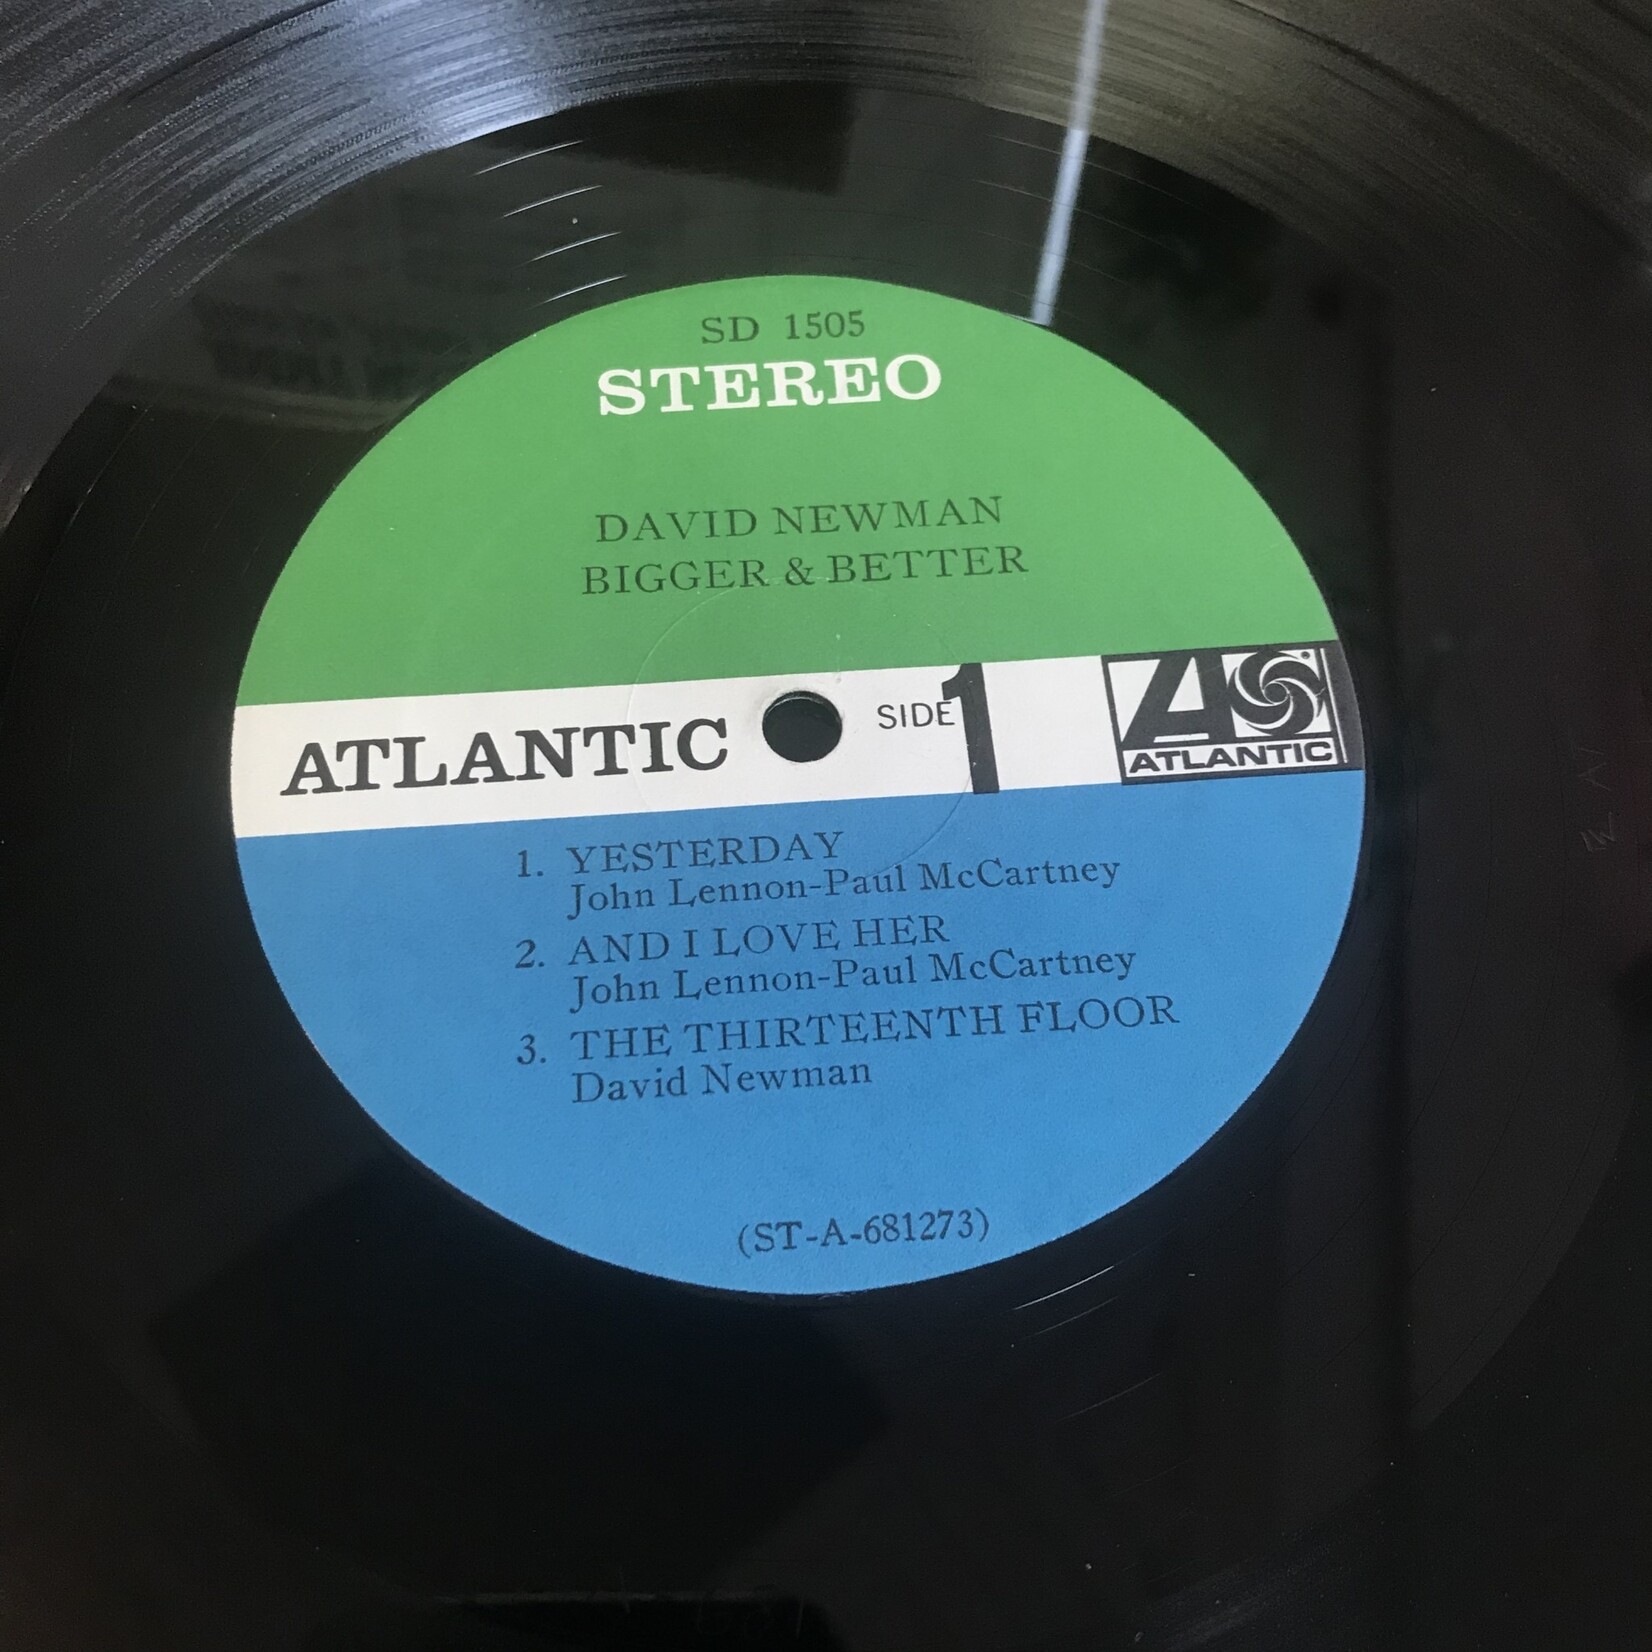 SD 1505
STEREO
DAVID NEWMAN
BIGGER & BETTER
ATLANTIC SIDE 1
ATLANTIC
1. YESTERDAY
John Lennon-Paul McCartney
2. AND I LOVE HER
John Lennon-Paul McCartney
3. THE THIRTEENTH FLOOR
David Newman
(ST-A-681273)